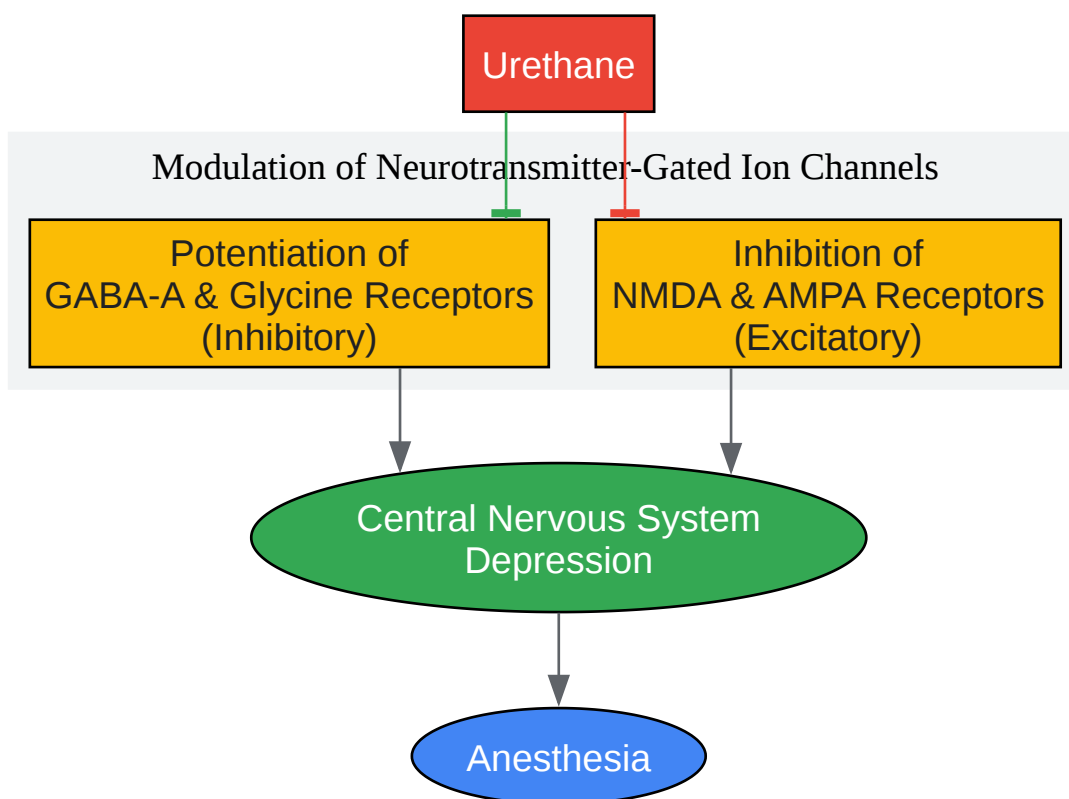 Urethane
Modulation of Neurotransmitter-Gated Ion Channels
Potentiation of
GABA-A & Glycine Receptors
(Inhibitory)
Inhibition of
NMDA & AMPA Receptors
(Excitatory)
Central Nervous System
Depression
Anesthesia